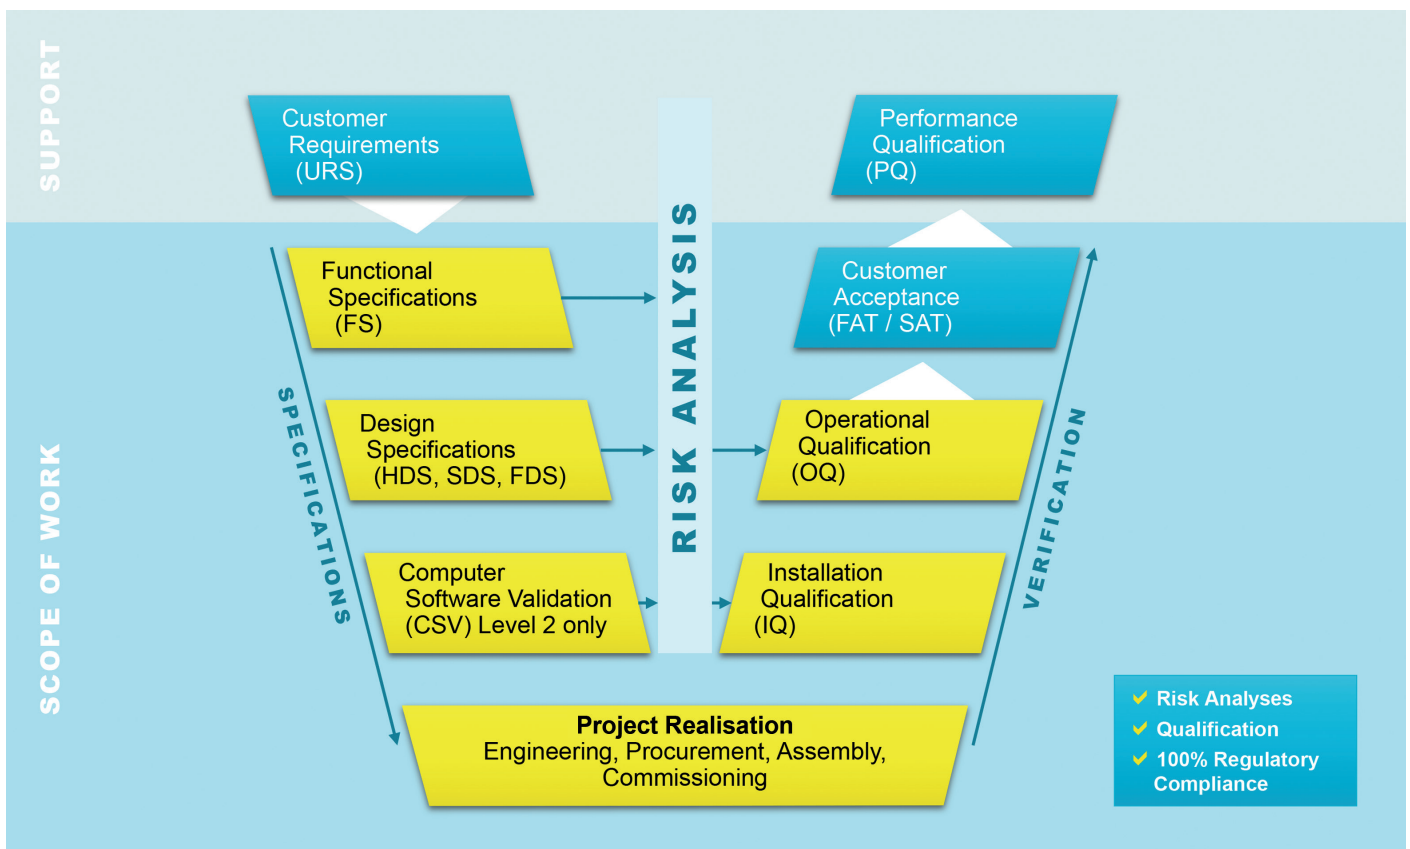 SUPPORT
Customer
Requirements
(URS)
Performance
Qualification
(PQ)
SCOPE OF WORK
SPECIFICATIONS
Functional
Specifications
(FS)
RISK ANALYSIS
Customer
Acceptance
(FAT / SAT)
Design
Specifications
(HDS, SDS, FDS)
Operational
Qualification
(OQ)
VERIFICATION
Computer
Software Validation
(CSV) Level 2 only
Installation
Qualification
(IQ)
Project Realisation
Engineering, Procurement, Assembly,
Commissioning
Risk Analyses
Qualification
100% Regulatory
Compliance